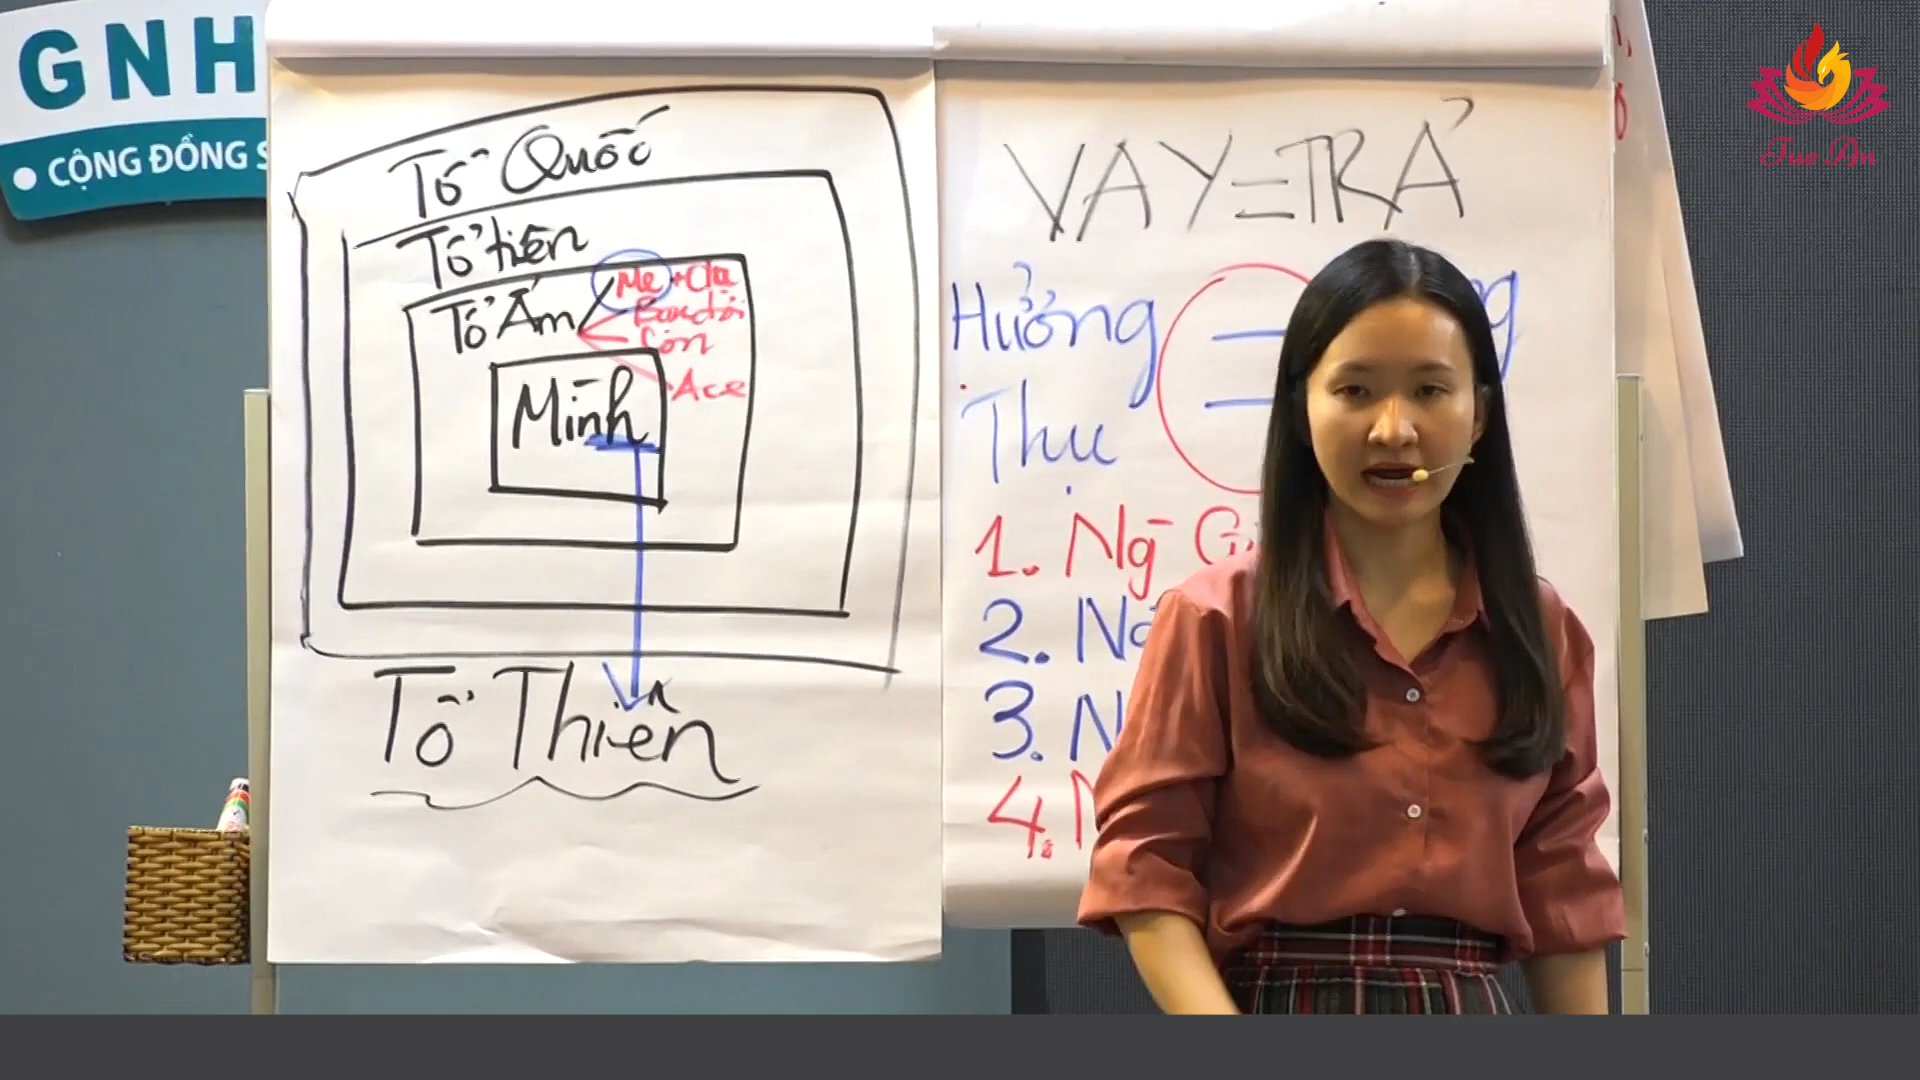 GNH
• CỘNG ĐỒNG S
Tổ Quốc
Tổ tiên
Tổ Ấm
Mẹ + Cha
Bạn đời
Con
Ace
Mình
Tổ Thiên
VAY = TRẢ
Hưởng
Thụ
=
ng
1. Ng
2. N
3. N
4. N
Tue An